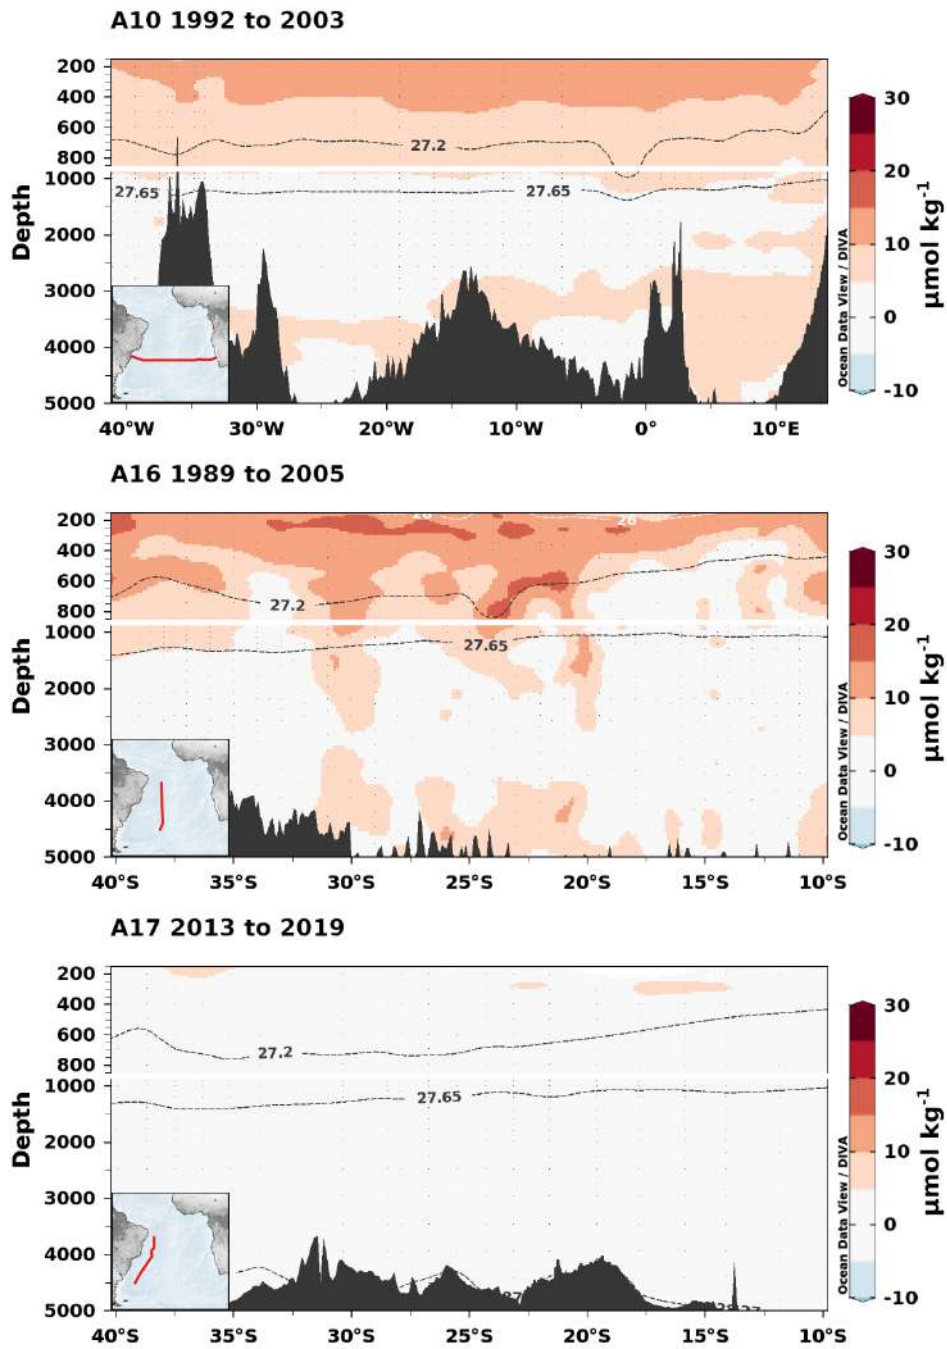 A10 1992 to 2003
200
400
600
800
1000
2000
3000
4000
5000
Depth
27.2
27.65
27.65
40°W
30°W
20°W
10°W
0°
10°E
30
20
10
0
-10
Ocean Data View / DIVA
μmol kg-1
A16 1989 to 2005
200
400
600
800
1000
2000
3000
4000
5000
Depth
26
26
27.2
27.65
40°S
35°S
30°S
25°S
20°S
15°S
10°S
30
20
10
0
-10
Ocean Data View / DIVA
μmol kg-1
A17 2013 to 2019
200
400
600
800
1000
2000
3000
4000
5000
Depth
27.2
27.65
40°S
35°S
30°S
25°S
20°S
15°S
10°S
30
20
10
0
-10
Ocean Data View / DIVA
μmol kg-1